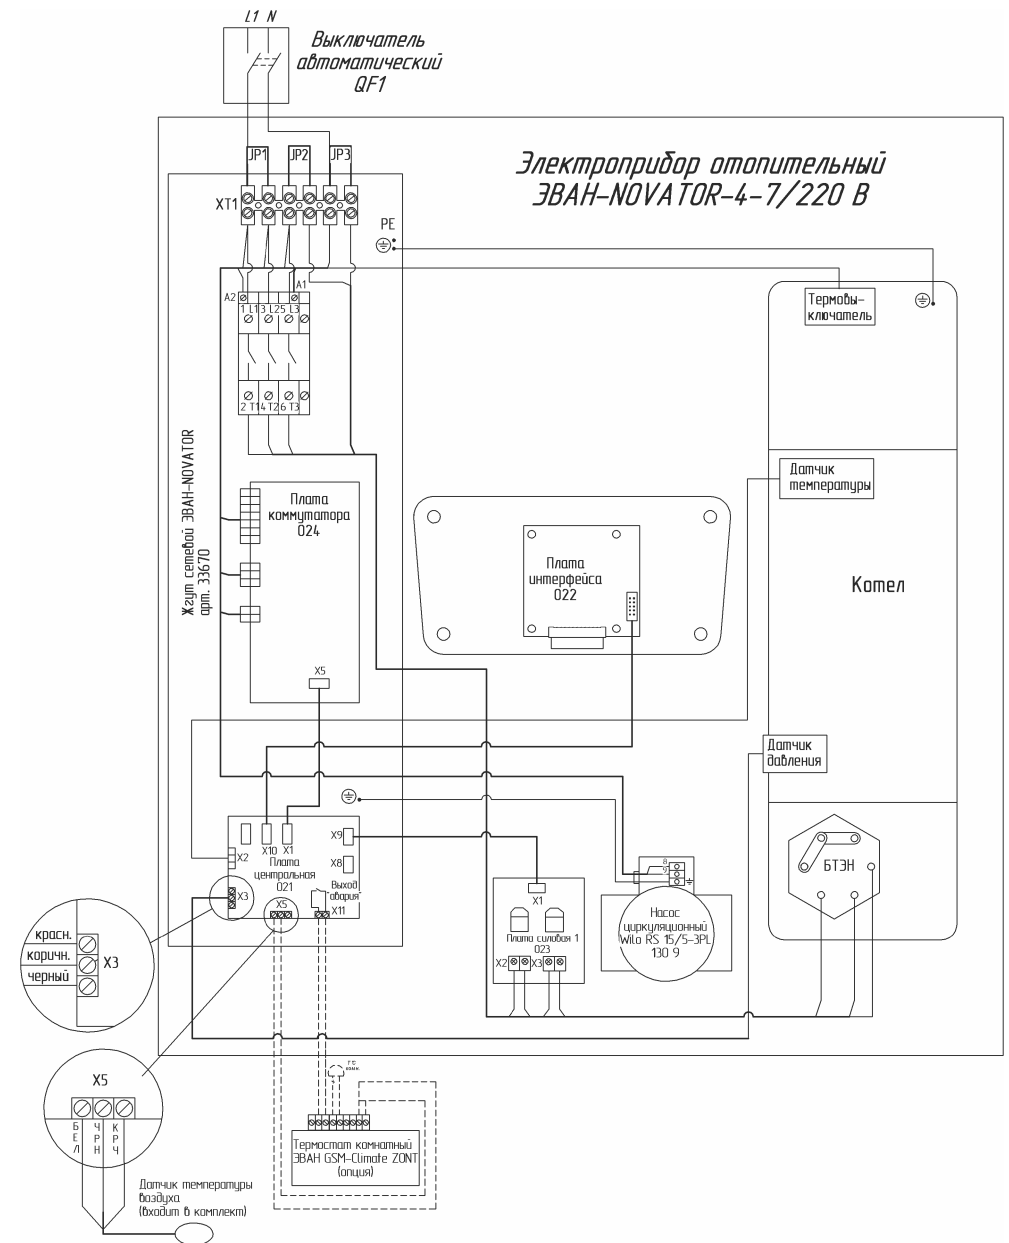 L1 N
Выключатель
автоматический
QF1
JP1
JP2
JP3
Электроприбор отопительный
ЭВАН-NOVATOR-4-7/220 В
XT1
PE
A2
A1
1 L1 3 L2 5 L3
Термовы-
ключатель
2 T1 4 T2 6 T3
Жгут сетевой ЭВАН-NOVATOR
арт. 33670
Плата
коммутатора
024
Датчик
температуры
Плата
интерфейса
022
Котел
X5
Датчик
давления
X10
X1
X9
X2
X8
Плата
центральная
021
Выход
"авария"
X3
X5
X11
БТЭН
X1
Плата силовая 1
023
X2
X3
8
9
Насос
циркуляционный
Wilo RS 15/5-3PL
130 9
красн.
коричн.
черный
X3
X5
БЕЛ
ЧРН
КРЧ
Термостат комнатный
ЭВАН GSM-Climate ZONT
(опция)
Датчик температуры
воздуха
(входит в комплект)